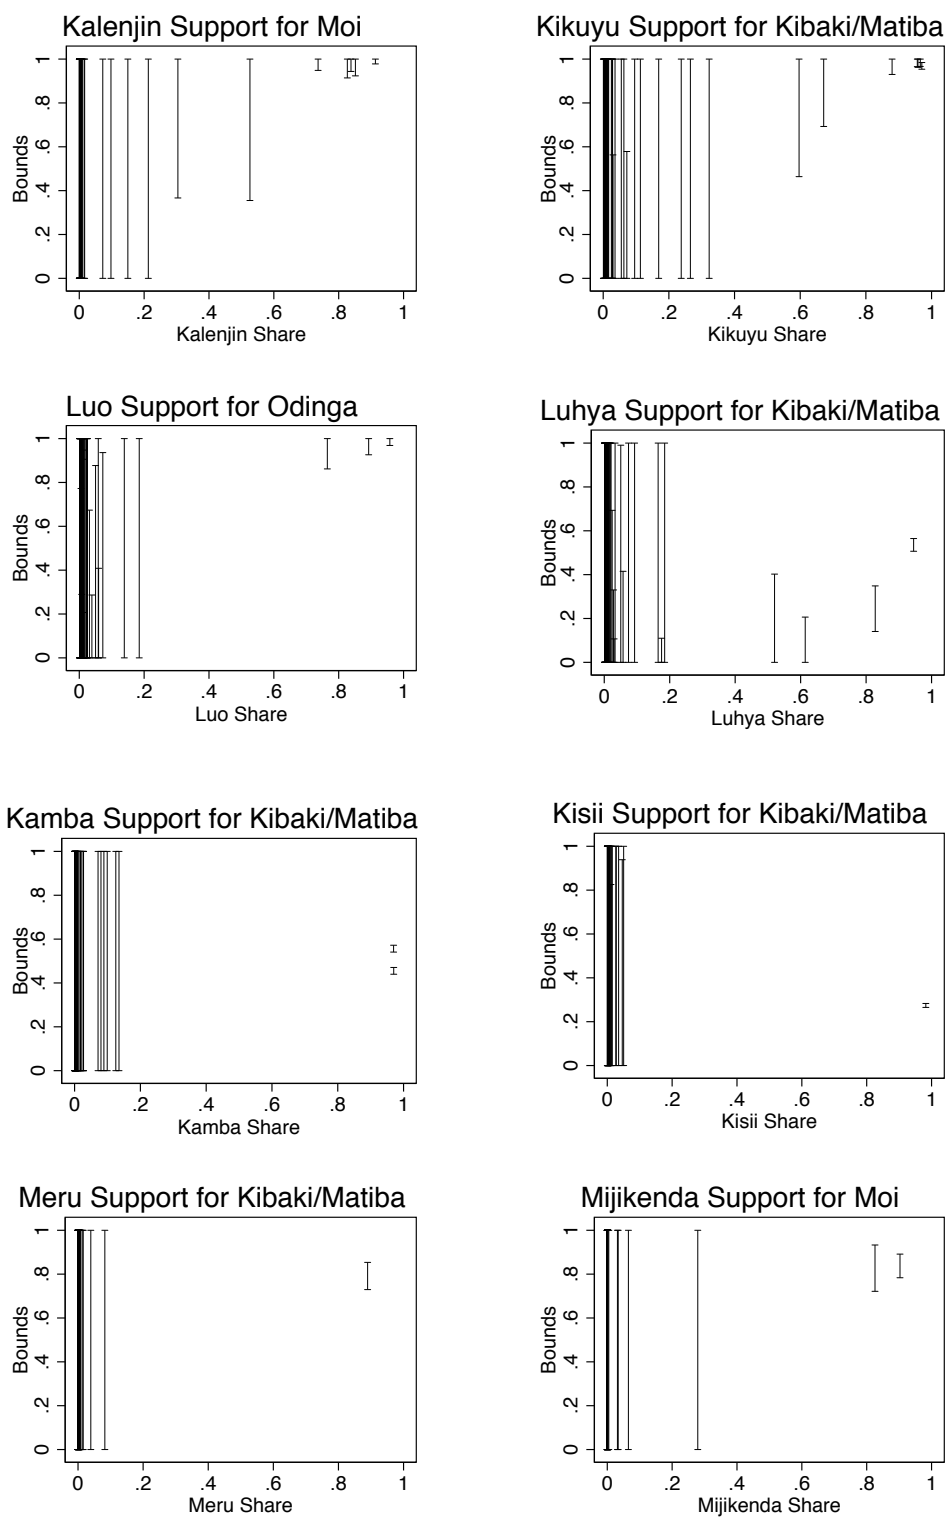 Kalenjin Support for Moi
Bounds
0 .2 .4 .6 .8 1
0 .2 .4 .6 .8 1
Kalenjin Share
Kikuyu Support for Kibaki/Matiba
Bounds
0 .2 .4 .6 .8 1
0 .2 .4 .6 .8 1
Kikuyu Share
Luo Support for Odinga
Bounds
0 .2 .4 .6 .8 1
0 .2 .4 .6 .8 1
Luo Share
Luhya Support for Kibaki/Matiba
Bounds
0 .2 .4 .6 .8 1
0 .2 .4 .6 .8 1
Luhya Share
Kamba Support for Kibaki/Matiba
Bounds
0 .2 .4 .6 .8 1
0 .2 .4 .6 .8 1
Kamba Share
Kisii Support for Kibaki/Matiba
Bounds
0 .2 .4 .6 .8 1
0 .2 .4 .6 .8 1
Kisii Share
Meru Support for Kibaki/Matiba
Bounds
0 .2 .4 .6 .8 1
0 .2 .4 .6 .8 1
Meru Share
Mijikenda Support for Moi
Bounds
0 .2 .4 .6 .8 1
0 .2 .4 .6 .8 1
Mijikenda Share